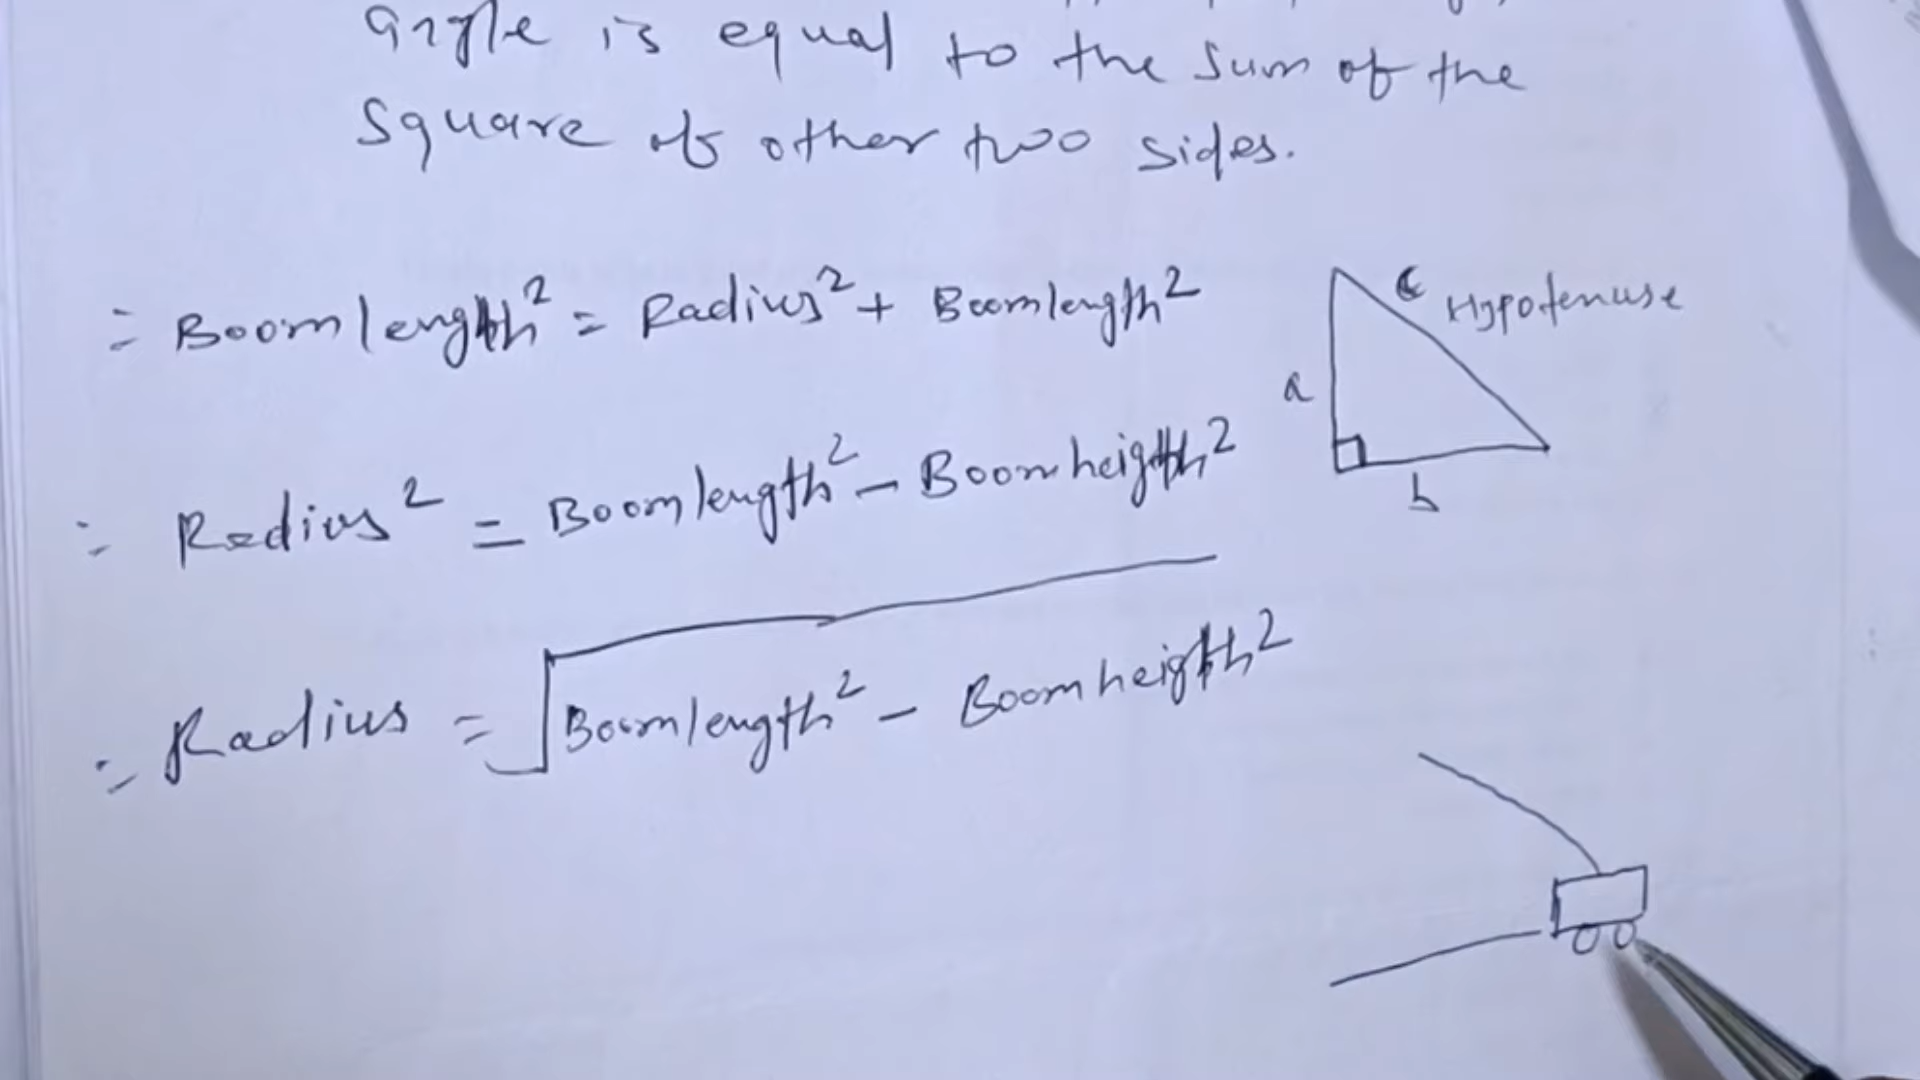 angle is equal to the sum of the
square of other two sides.
= Boomlength² = Radius² + Boomlength²
c Hypotenuse
a
b
= Radius² = Boomlength² - Boomheigth²
= Radius = √Boomlength² - Boomheigth²